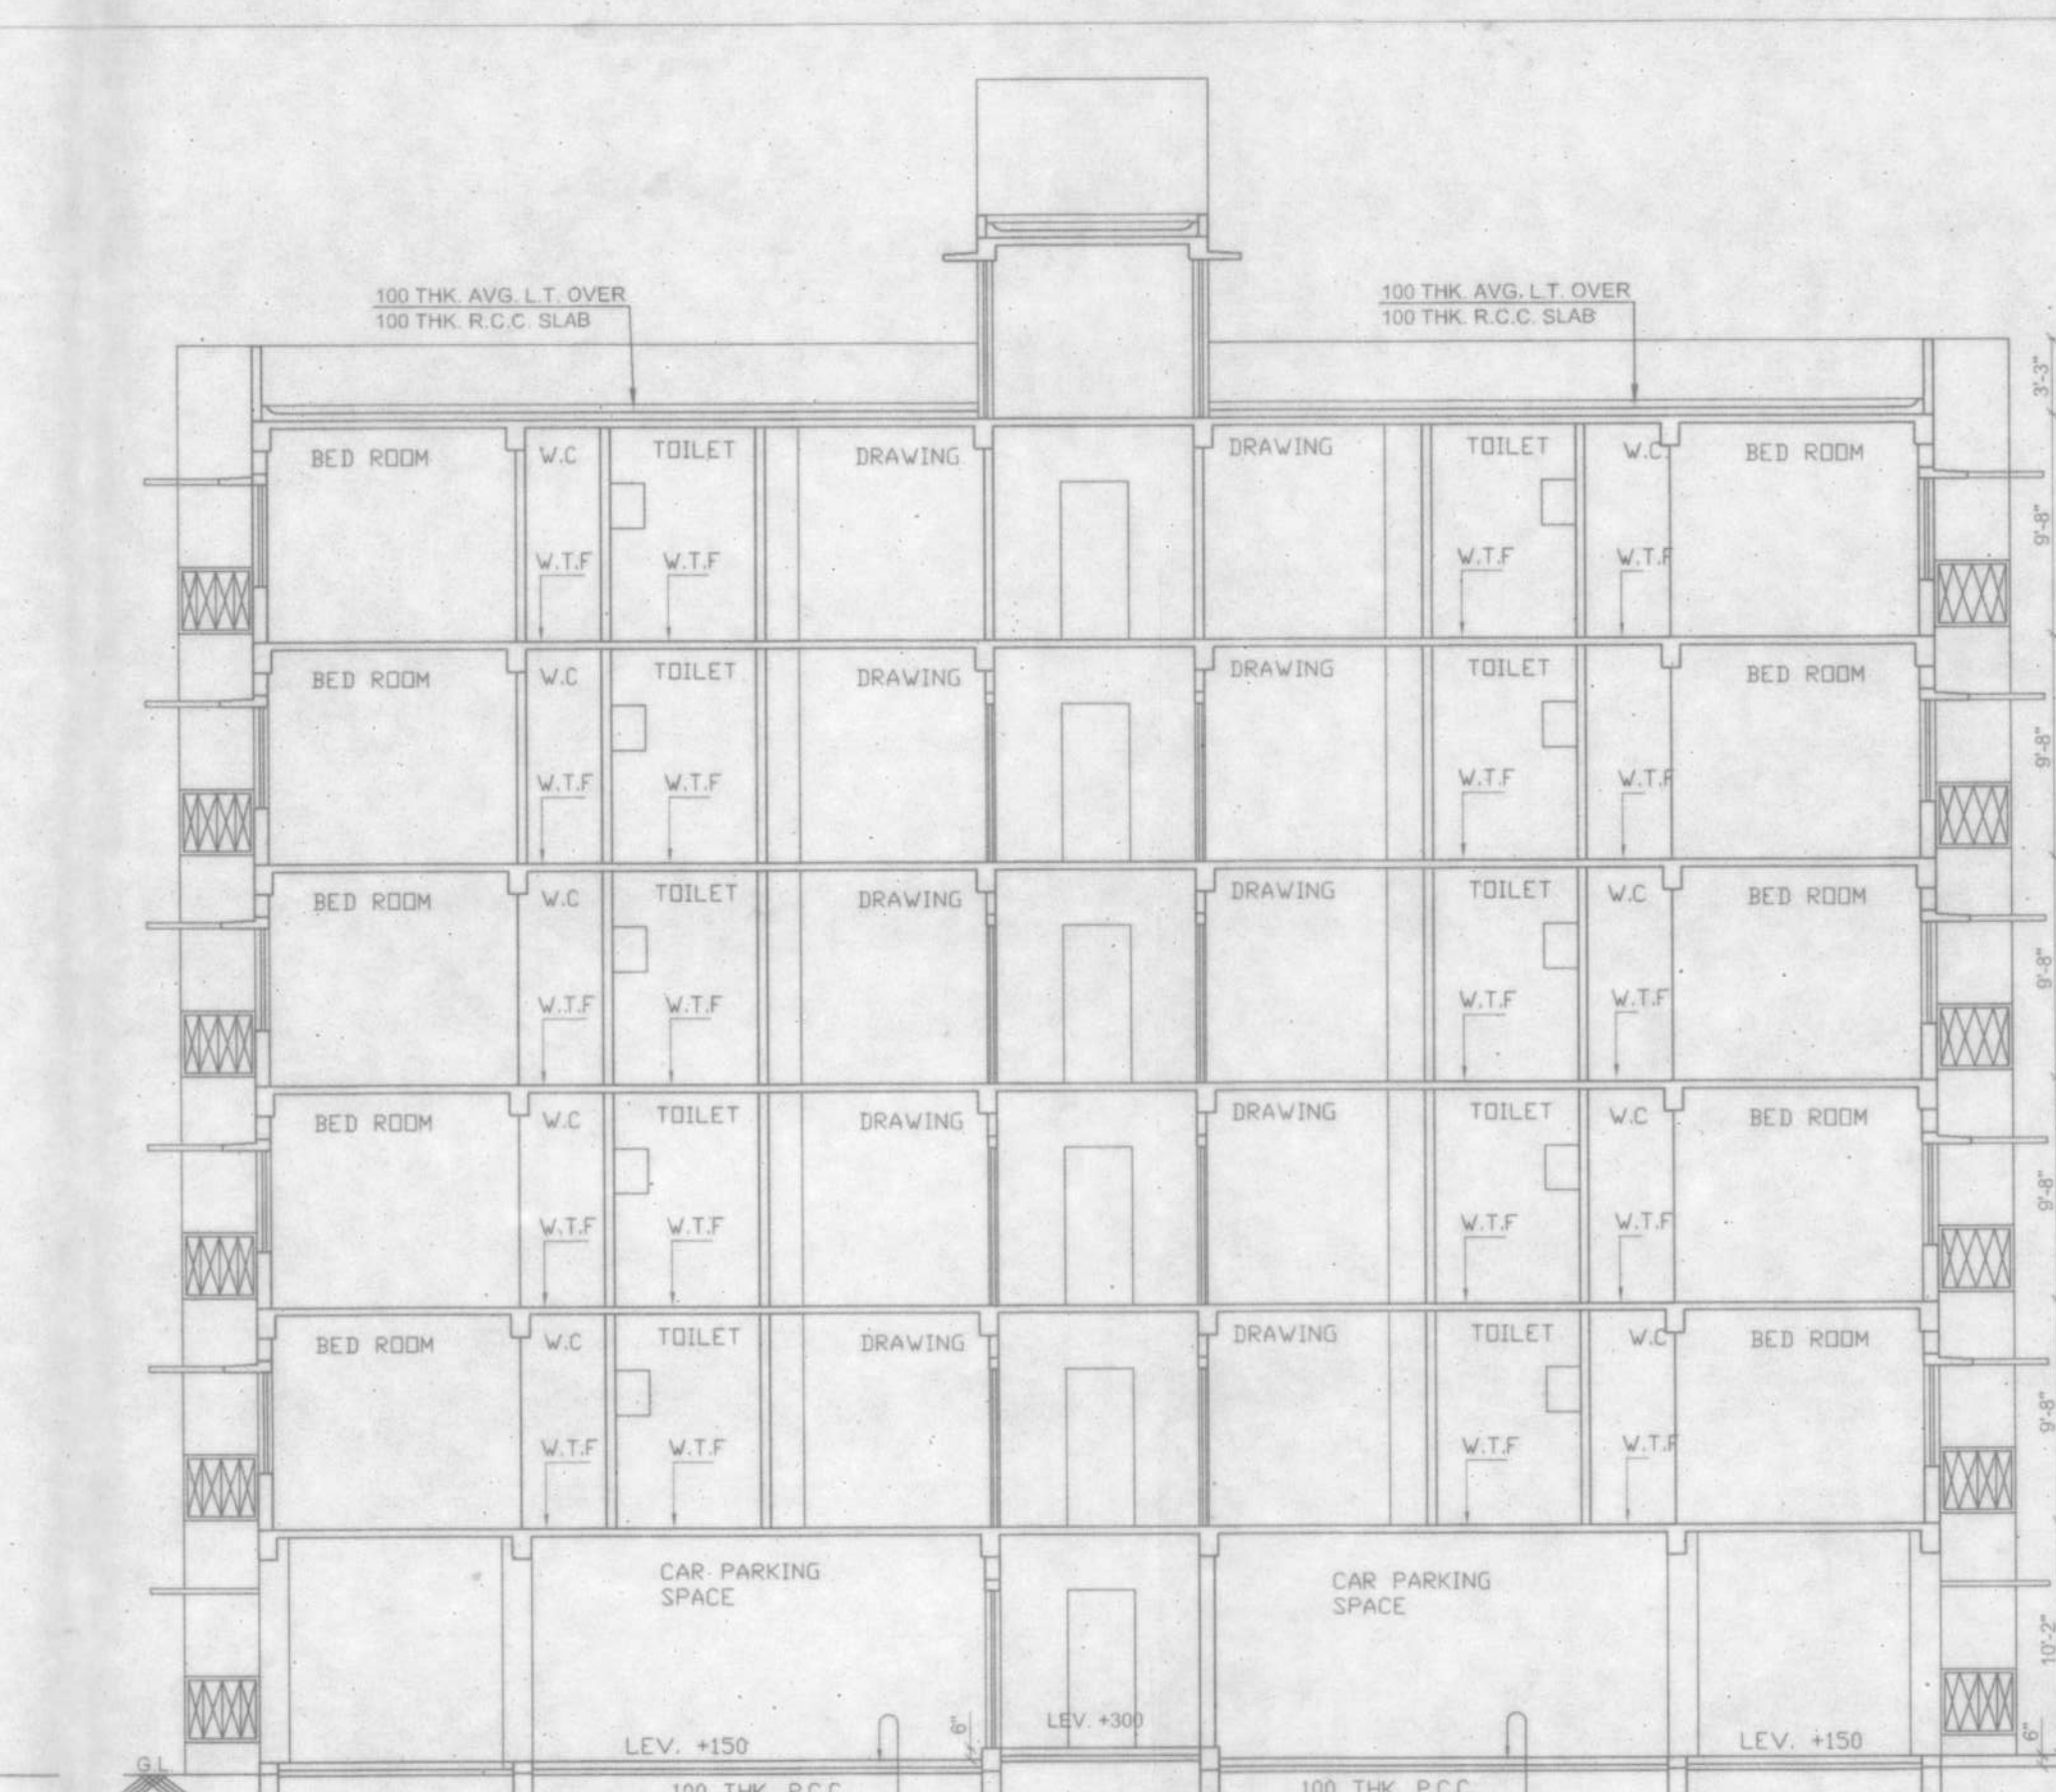 100 THK. AVG. L.T. OVER
100 THK. R.C.C. SLAB
100 THK. AVG. L.T. OVER
100 THK. R.C.C. SLAB
3'-3"
BED ROOM W.C TOILET DRAWING DRAWING TOILET W.C. BED ROOM
9'-8"
W.T.F W.T.F W.T.F W.T.F
BED ROOM W.C TOILET DRAWING DRAWING TOILET BED ROOM
9'-8"
W.T.F W.T.F W.T.F W.T.F
BED ROOM W.C TOILET DRAWING DRAWING TOILET W.C BED ROOM
9'-8"
W.T.F W.T.F W.T.F W.T.F
BED ROOM W.C TOILET DRAWING DRAWING TOILET W.C BED ROOM
9'-8"
W.T.F W.T.F W.T.F W.T.F
BED ROOM W.C TOILET DRAWING DRAWING TOILET W.C BED ROOM
9'-8"
W.T.F W.T.F W.T.F W.T.F
CAR PARKING
SPACE
CAR PARKING
SPACE
10'-2"
LEV. +150 6" LEV. +300 LEV. +150 6"
G.L
100 THK. P.C.C 100 THK. P.C.C